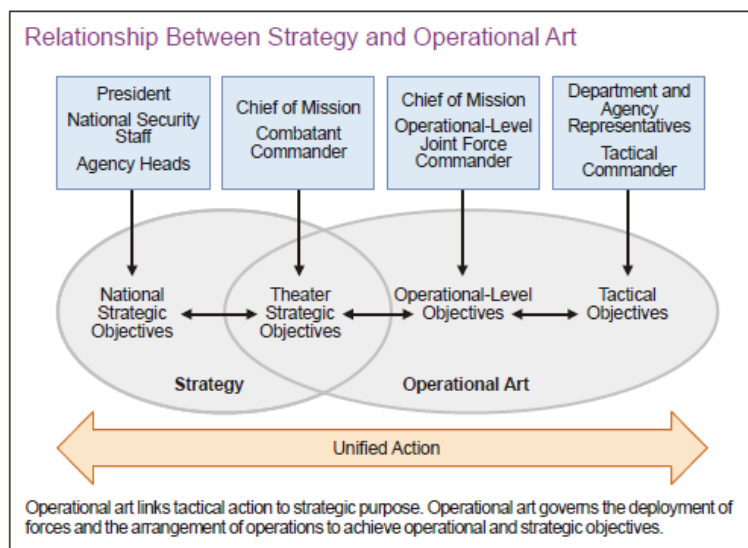 Relationship Between Strategy and Operational Art
President
National Security
Staff
Agency Heads
Chief of Mission
Combatant
Commander
Chief of Mission
Operational-Level
Joint Force
Commander
Department and
Agency
Representatives
Tactical
Commander
National
Strategic
Objectives
Theater
Strategic
Objectives
Operational-Level
Objectives
Tactical
Objectives
Strategy
Operational Art
Unified Action
Operational art links tactical action to strategic purpose. Operational art governs the deployment of
forces and the arrangement of operations to achieve operational and strategic objectives.